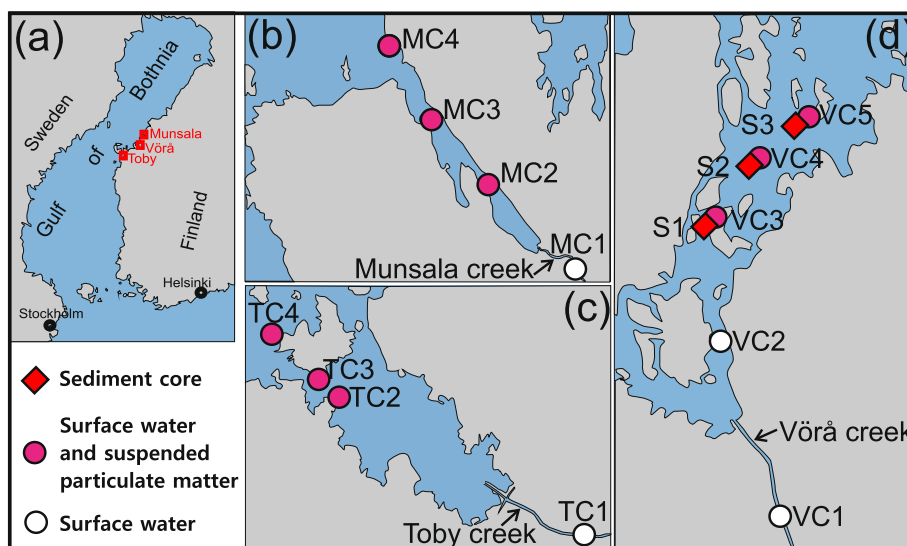 (a)
Sweden
Bothnia
of
Gulf
Munsala
Vörå
Toby
Finland
Helsinki
Stockholm
Sediment core
Surface water
and suspended
particulate matter
Surface water
(b)
MC4
MC3
MC2
MC1
Munsala creek
(c)
TC4
TC3
TC2
TC1
Toby creek
(d)
VC5
S3
VC4
S2
VC3
S1
VC2
Vörå creek
VC1